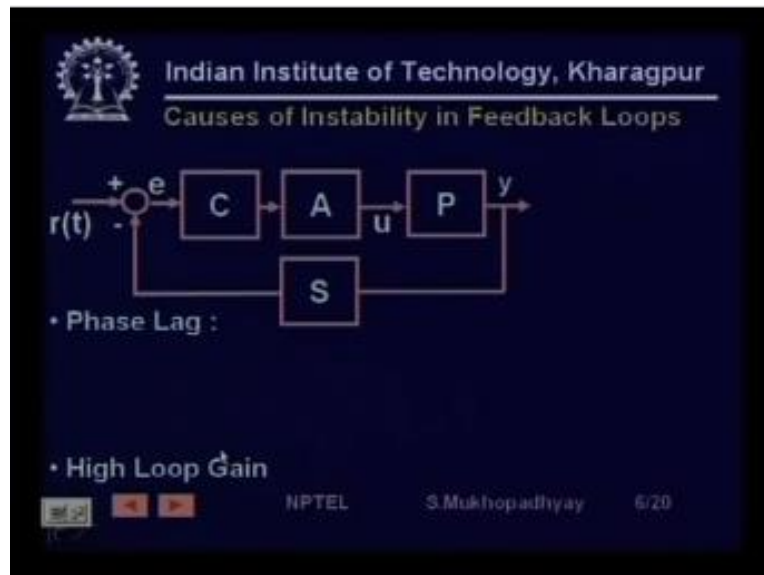 Indian Institute of Technology, Kharagpur
Causes of Instability in Feedback Loops
+ e C A u P y
r(t) -
S
• Phase Lag :
• High Loop Gain
NPTEL S.Mukhopadhyay 6/20